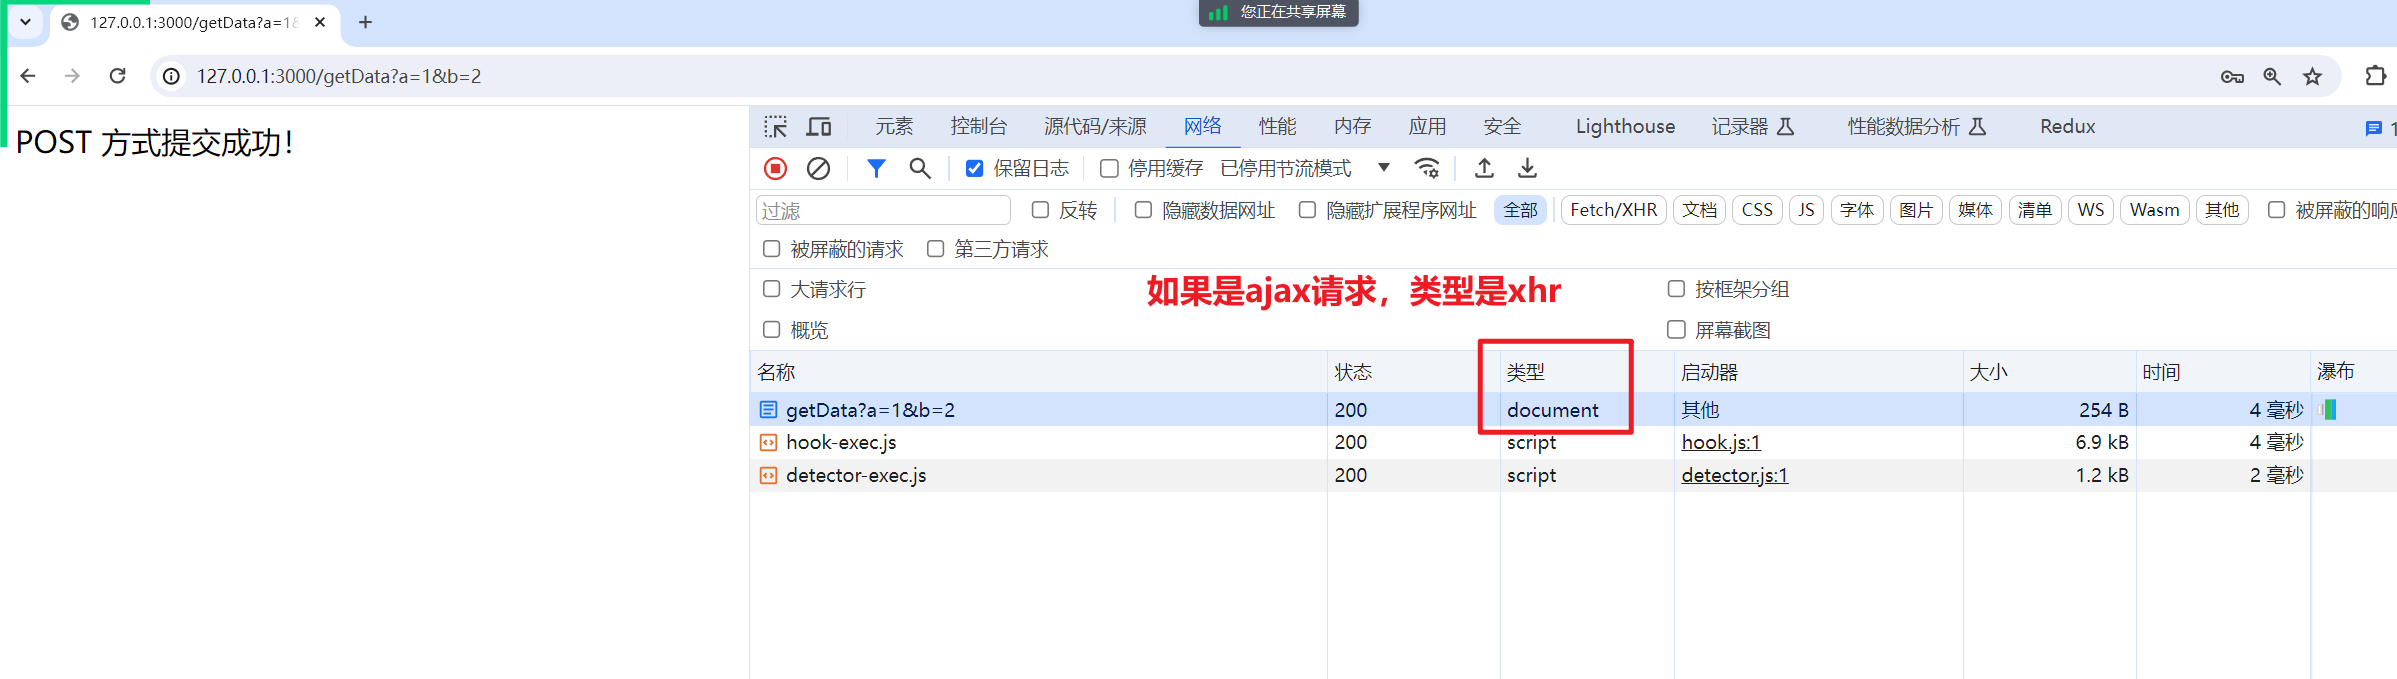 127.0.0.1:3000/getData?a=1&
您正在共享屏幕
127.0.0.1:3000/getData?a=1&b=2
POST 方式提交成功!
元素 控制台 源代码/来源 网络 性能 内存 应用 安全 Lighthouse 记录器 性能数据分析 Redux 1
保留日志 停用缓存 已停用节流模式
过滤 反转 隐藏数据网址 隐藏扩展程序网址 全部 Fetch/XHR 文档 CSS JS 字体 图片 媒体 清单 WS Wasm 其他 被屏蔽的响
被屏蔽的请求 第三方请求
如果是ajax请求，类型是xhr
大请求行 按框架分组
概览 屏幕截图
名称 状态 类型 启动器 大小 时间 瀑布
getData?a=1&b=2 200 document 其他 254 B 4 毫秒
hook-exec.js 200 script hook.js:1 6.9 kB 4 毫秒
detector-exec.js 200 script detector.js:1 1.2 kB 2 毫秒